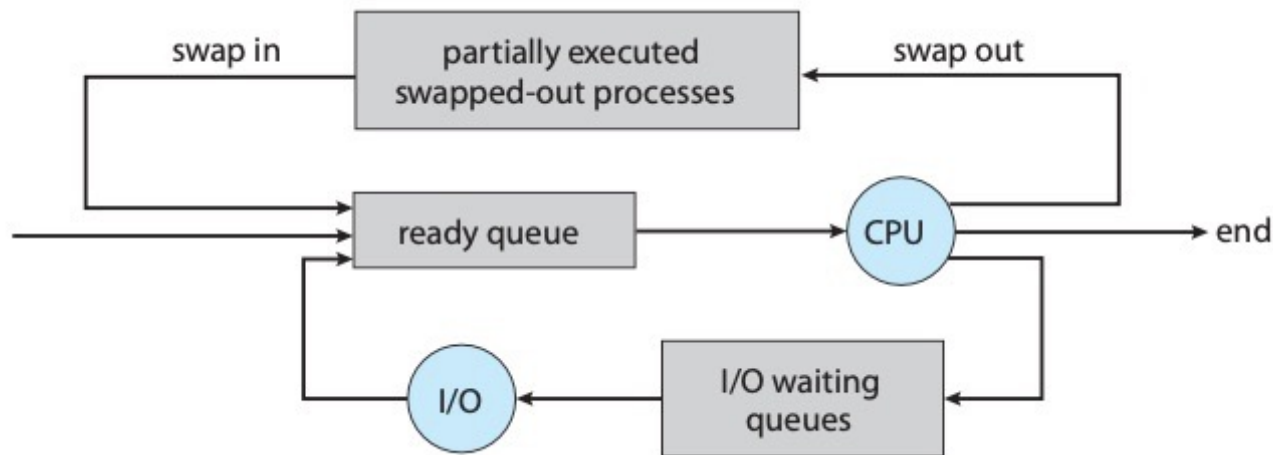 swap in
partially executed
swapped-out processes
swap out
ready queue
CPU
end
I/O
I/O waiting
queues